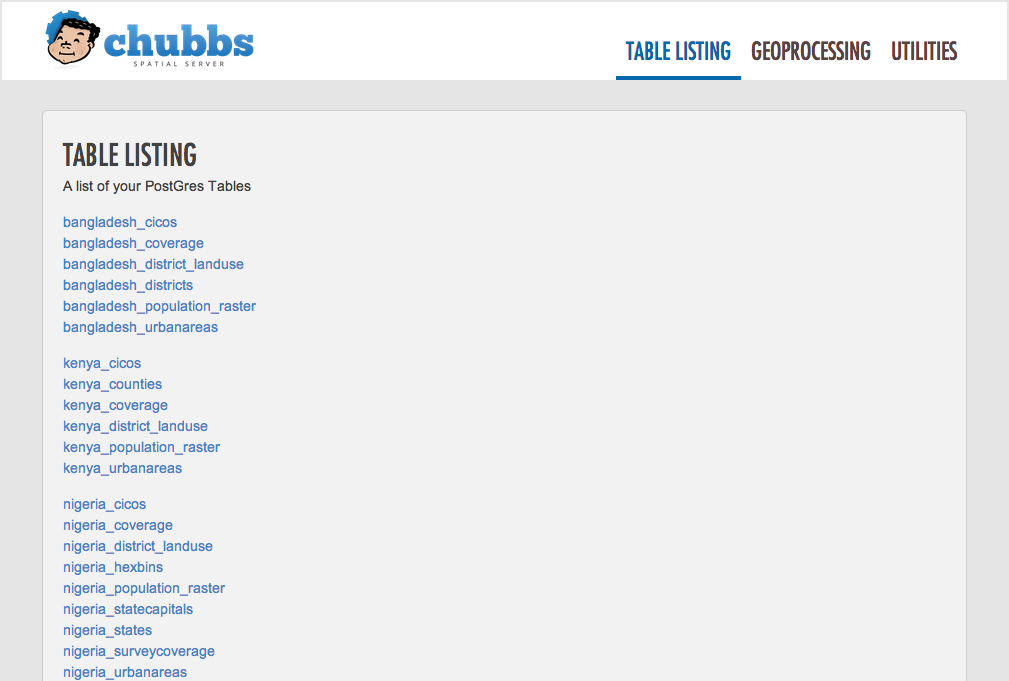 chubbs
SPATIAL SERVER
TABLE LISTING GEOPROCESSING UTILITIES
TABLE LISTING
A list of your PostGres Tables
bangladesh_cicos
bangladesh_coverage
bangladesh_district_landuse
bangladesh_districts
bangladesh_population_raster
bangladesh_urbanareas
kenya_cicos
kenya_counties
kenya_coverage
kenya_district_landuse
kenya_population_raster
kenya_urbanareas
nigeria_cicos
nigeria_coverage
nigeria_district_landuse
nigeria_hexbins
nigeria_population_raster
nigeria_statecapitals
nigeria_states
nigeria_surveycoverage
nigeria_urbanareas